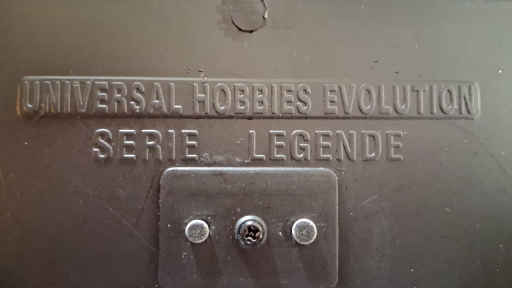 UNIVERSAL HOBBIES EVOLUTION
SERIE LEGENDE